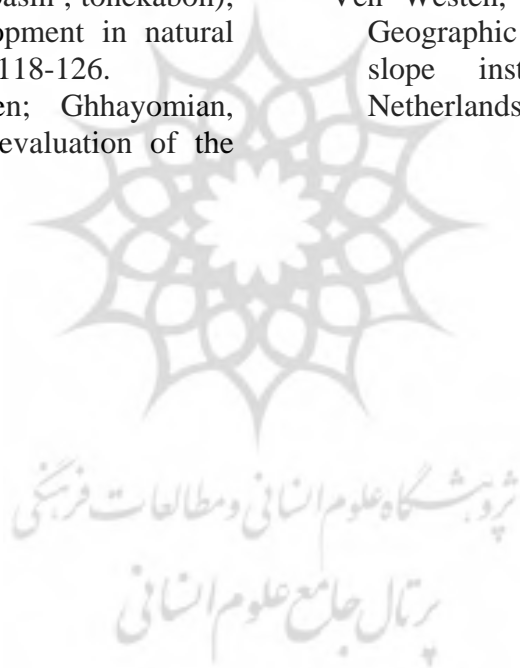 basin , tonekabon),
opment in natural
118-126.
en; Ghhayomian,
evaluation of the
Ven Westen,
Geographic
slope inst
Netherlands
پژوهشگاه علوم انسانی و مطالعات فرهنگی
پرتال جامع علوم انسانی